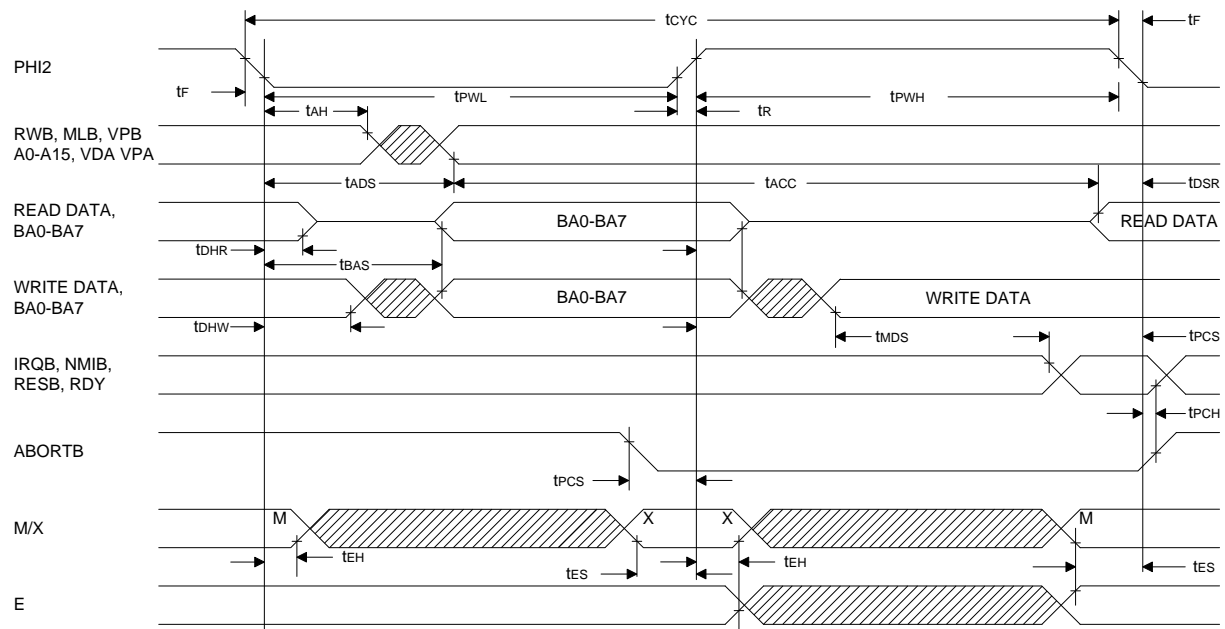 tCYC
tF
PHI2
tF
tPWL
tPWH
tAH
tR
RWB, MLB, VPB
A0-A15, VDA VPA
tADS
tACC
tDSR
READ DATA,
BA0-BA7
BA0-BA7
READ DATA
tDHR
tBAS
WRITE DATA,
BA0-BA7
BA0-BA7
WRITE DATA
tDHW
tMDS
tPCS
IRQB, NMIB,
RESB, RDY
tPCH
ABORTB
tPCS
M/X
M
X
X
M
tEH
tES
tEH
tES
E